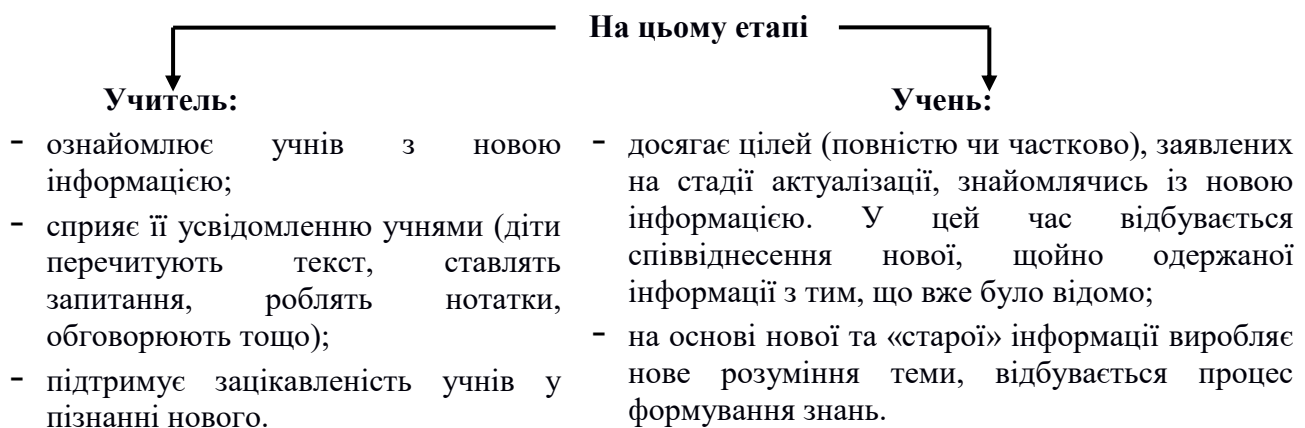 На цьому етапі
Учитель:
- ознайомлює учнів з новою
інформацією;
- сприяє її усвідомленню учнями (діти
перечитують текст, ставлять
запитання, роблять нотатки,
обговорюють тощо);
- підтримує зацікавленість учнів у
пізнанні нового.
Учень:
- досягає цілей (повністю чи частково), заявлених
на стадії актуалізації, знайомлячись із новою
інформацією. У цей час відбувається
співвіднесення нової, щойно одержаної
інформації з тим, що вже було відомо;
- на основі нової та «старої» інформації виробляє
нове розуміння теми, відбувається процес
формування знань.